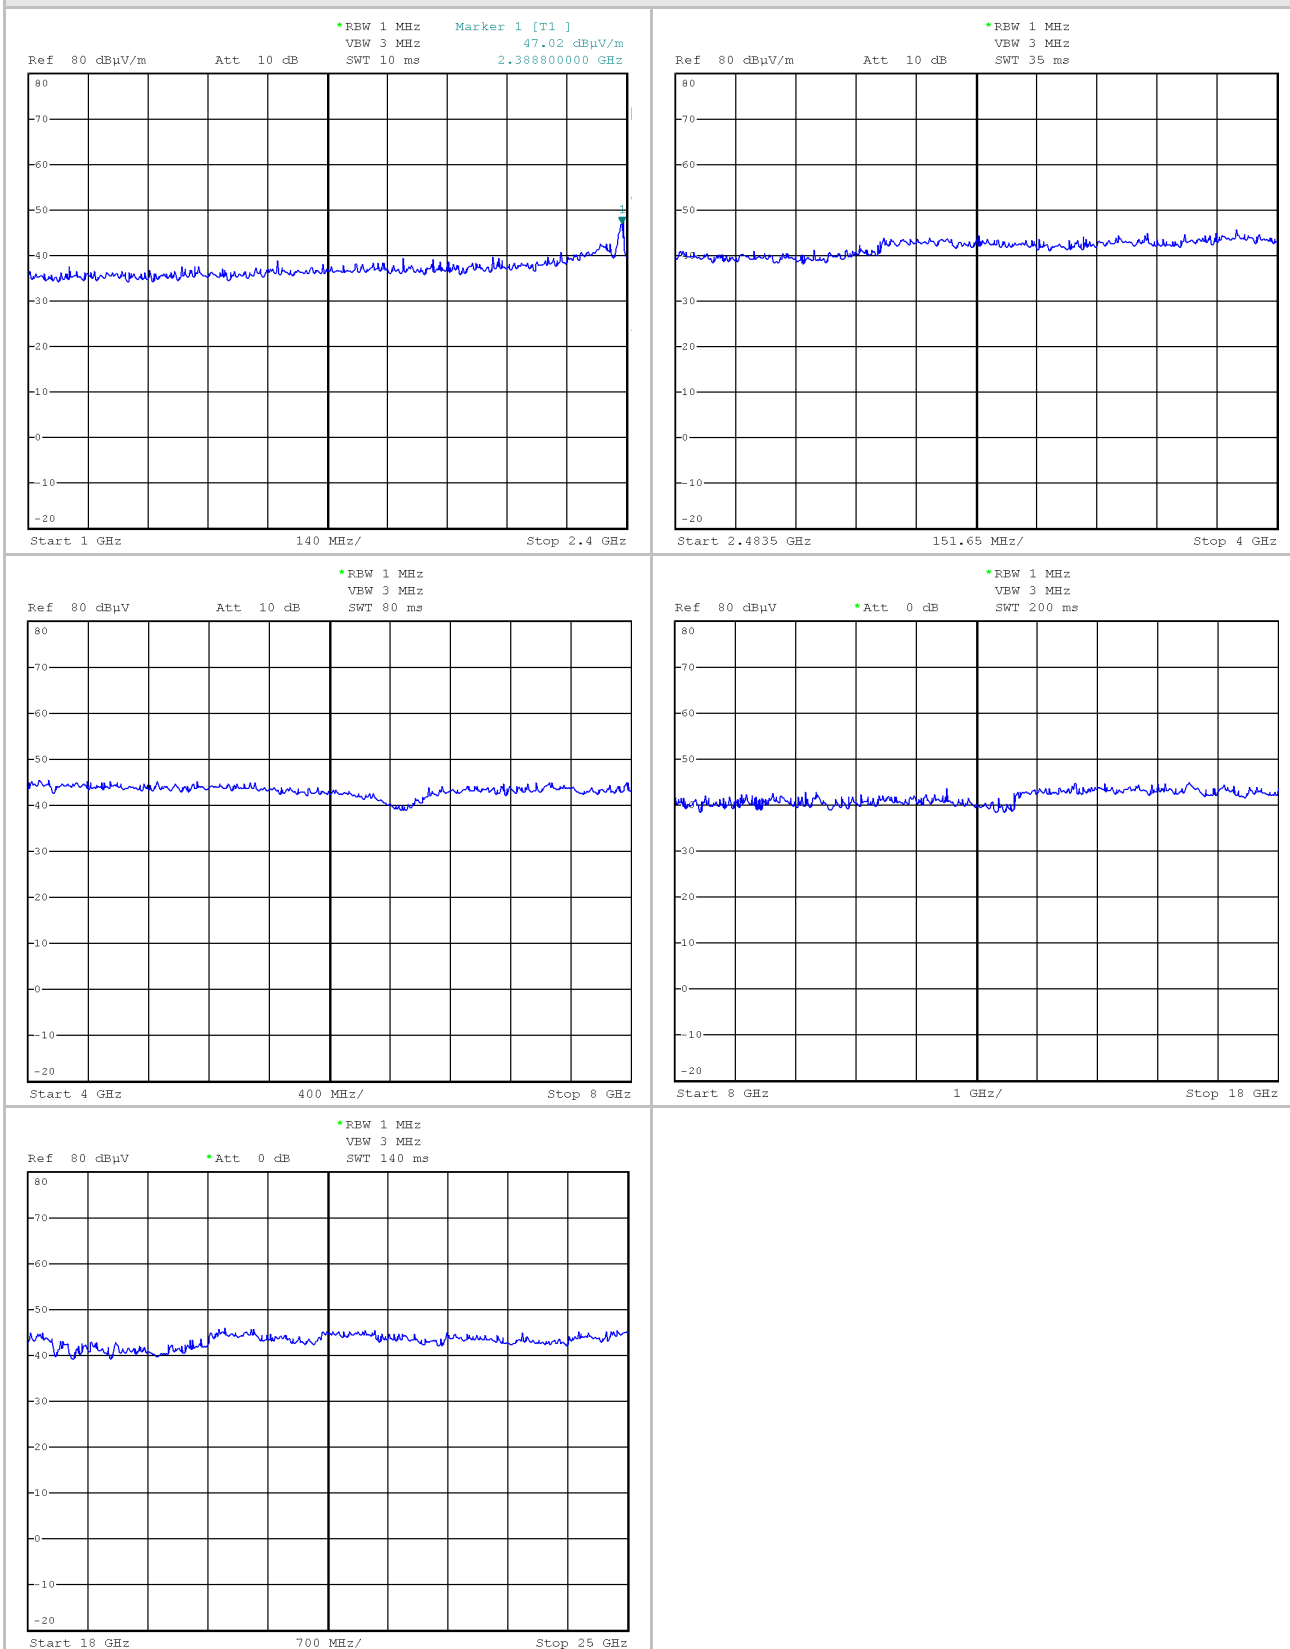 *RBW 1 MHz Marker 1 [T1 ]
VBW 3 MHz 47.02 dBµV/m
Ref 80 dBµV/m Att 10 dB SWT 10 ms 2.388800000 GHz
80
70
60
50
1
40
30
20
10
0
-10
-20
Start 1 GHz 140 MHz/ Stop 2.4 GHz
*RBW 1 MHz
VBW 3 MHz
Ref 80 dBµV/m Att 10 dB SWT 35 ms
80
70
60
50
40
30
20
10
0
-10
-20
Start 2.4835 GHz 151.65 MHz/ Stop 4 GHz
*RBW 1 MHz
VBW 3 MHz
Ref 80 dBµV Att 10 dB SWT 80 ms
80
70
60
50
40
30
20
10
0
-10
-20
Start 4 GHz 400 MHz/ Stop 8 GHz
*RBW 1 MHz
VBW 3 MHz
Ref 80 dBµV *Att 0 dB SWT 200 ms
80
70
60
50
40
30
20
10
0
-10
-20
Start 8 GHz 1 GHz/ Stop 18 GHz
*RBW 1 MHz
VBW 3 MHz
Ref 80 dBµV *Att 0 dB SWT 140 ms
80
70
60
50
40
30
20
10
0
-10
-20
Start 18 GHz 700 MHz/ Stop 25 GHz